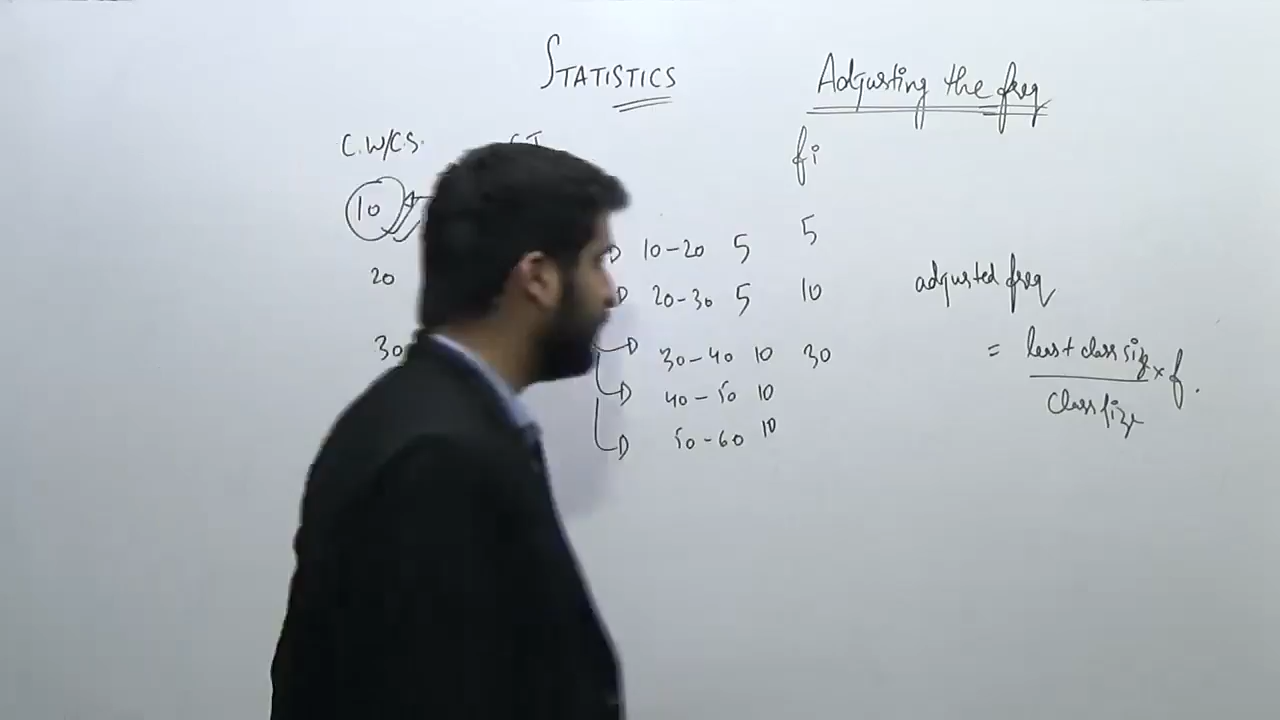 STATISTICS
Adjusting the freq
C.W/C.S.
fi
10
10-20 5 5
20
20-30 5 10
adjusted freq
30
30-40 10 30
= least class size / class size × f.
40-50 10
50-60 10